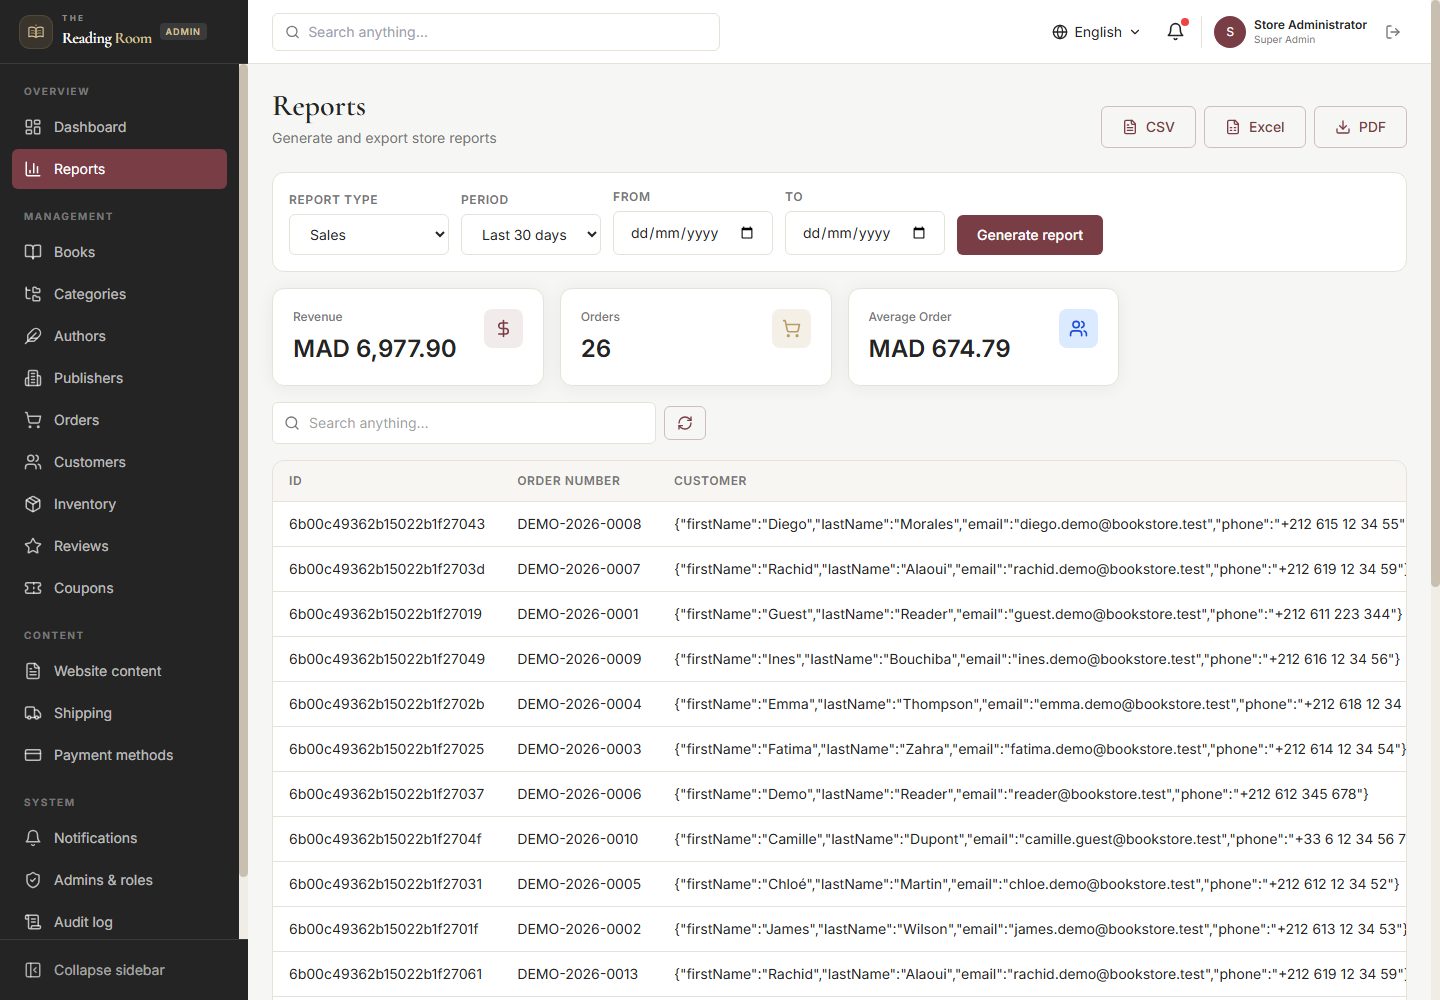 THE
Reading Room ADMIN
Search anything...
English
S
Store Administrator
Super Admin
OVERVIEW
Dashboard
Reports
MANAGEMENT
Books
Categories
Authors
Publishers
Orders
Customers
Inventory
Reviews
Coupons
CONTENT
Website content
Shipping
Payment methods
SYSTEM
Notifications
Admins & roles
Audit log
Collapse sidebar
Reports
Generate and export store reports
CSV
Excel
PDF
REPORT TYPE PERIOD FROM TO
Sales Last 30 days dd/mm/yyyy dd/mm/yyyy Generate report
Revenue
MAD 6,977.90
Orders
26
Average Order
MAD 674.79
Search anything...
ID ORDER NUMBER CUSTOMER
6b00c49362b15022b1f27043 DEMO-2026-0008 {"firstName":"Diego","lastName":"Morales","email":"diego.demo@bookstore.test","phone":"+212 615 12 34 55"
6b00c49362b15022b1f2703d DEMO-2026-0007 {"firstName":"Rachid","lastName":"Alaoui","email":"rachid.demo@bookstore.test","phone":"+212 619 12 34 59"}
6b00c49362b15022b1f27019 DEMO-2026-0001 {"firstName":"Guest","lastName":"Reader","email":"guest.demo@bookstore.test","phone":"+212 611 223 344"}
6b00c49362b15022b1f27049 DEMO-2026-0009 {"firstName":"Ines","lastName":"Bouchiba","email":"ines.demo@bookstore.test","phone":"+212 616 12 34 56"}
6b00c49362b15022b1f2702b DEMO-2026-0004 {"firstName":"Emma","lastName":"Thompson","email":"emma.demo@bookstore.test","phone":"+212 618 12 34
6b00c49362b15022b1f27025 DEMO-2026-0003 {"firstName":"Fatima","lastName":"Zahra","email":"fatima.demo@bookstore.test","phone":"+212 614 12 34 54"}
6b00c49362b15022b1f27037 DEMO-2026-0006 {"firstName":"Demo","lastName":"Reader","email":"reader@bookstore.test","phone":"+212 612 345 678"}
6b00c49362b15022b1f2704f DEMO-2026-0010 {"firstName":"Camille","lastName":"Dupont","email":"camille.guest@bookstore.test","phone":"+33 6 12 34 56 7
6b00c49362b15022b1f27031 DEMO-2026-0005 {"firstName":"Chloé","lastName":"Martin","email":"chloe.demo@bookstore.test","phone":"+212 612 12 34 52"}
6b00c49362b15022b1f2701f DEMO-2026-0002 {"firstName":"James","lastName":"Wilson","email":"james.demo@bookstore.test","phone":"+212 613 12 34 53"}
6b00c49362b15022b1f27061 DEMO-2026-0013 {"firstName":"Rachid","lastName":"Alaoui","email":"rachid.demo@bookstore.test","phone":"+212 619 12 34 59"}